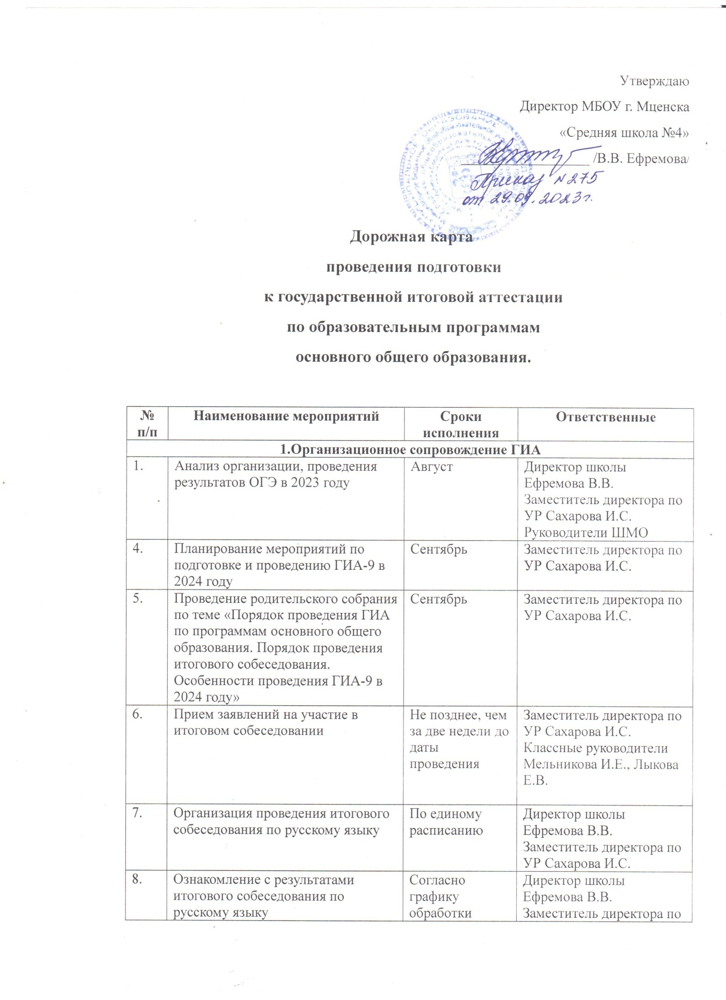 Утверждаю
Директор МБОУ г. Мценска
«Средняя школа №4»
/В.В. Ефремова/
Приказ №275
от 29.09.2023г.
Дорожная карта
проведения подготовки
к государственной итоговой аттестации
по образовательным программам
основного общего образования.
№ Наименование мероприятий Сроки Ответственные
п/п исполнения
1.Организационное сопровождение ГИА
1. Анализ организации, проведения Август Директор школы
результатов ОГЭ в 2023 году Ефремова В.В.
Заместитель директора по
УР Сахарова И.С.
Руководители ШМО
4. Планирование мероприятий по Сентябрь Заместитель директора по
подготовке и проведению ГИА-9 в УР Сахарова И.С.
2024 году
5. Проведение родительского собрания Сентябрь Заместитель директора по
по теме «Порядок проведения ГИА УР Сахарова И.С.
по программам основного общего
образования. Порядок проведения
итогового собеседования.
Особенности проведения ГИА-9 в
2024 году»
6. Прием заявлений на участие в Не позднее, чем Заместитель директора по
итоговом собеседовании за две недели до УР Сахарова И.С.
даты Классные руководители
проведения Мельникова И.Е., Лыкова
Е.В.
7. Организация проведения итогового По единому Директор школы
собеседования по русскому языку расписанию Ефремова В.В.
Заместитель директора по
УР Сахарова И.С.
8. Ознакомление с результатами Согласно Директор школы
итогового собеседования по графику Ефремова В.В.
русскому языку обработки Заместитель директора по